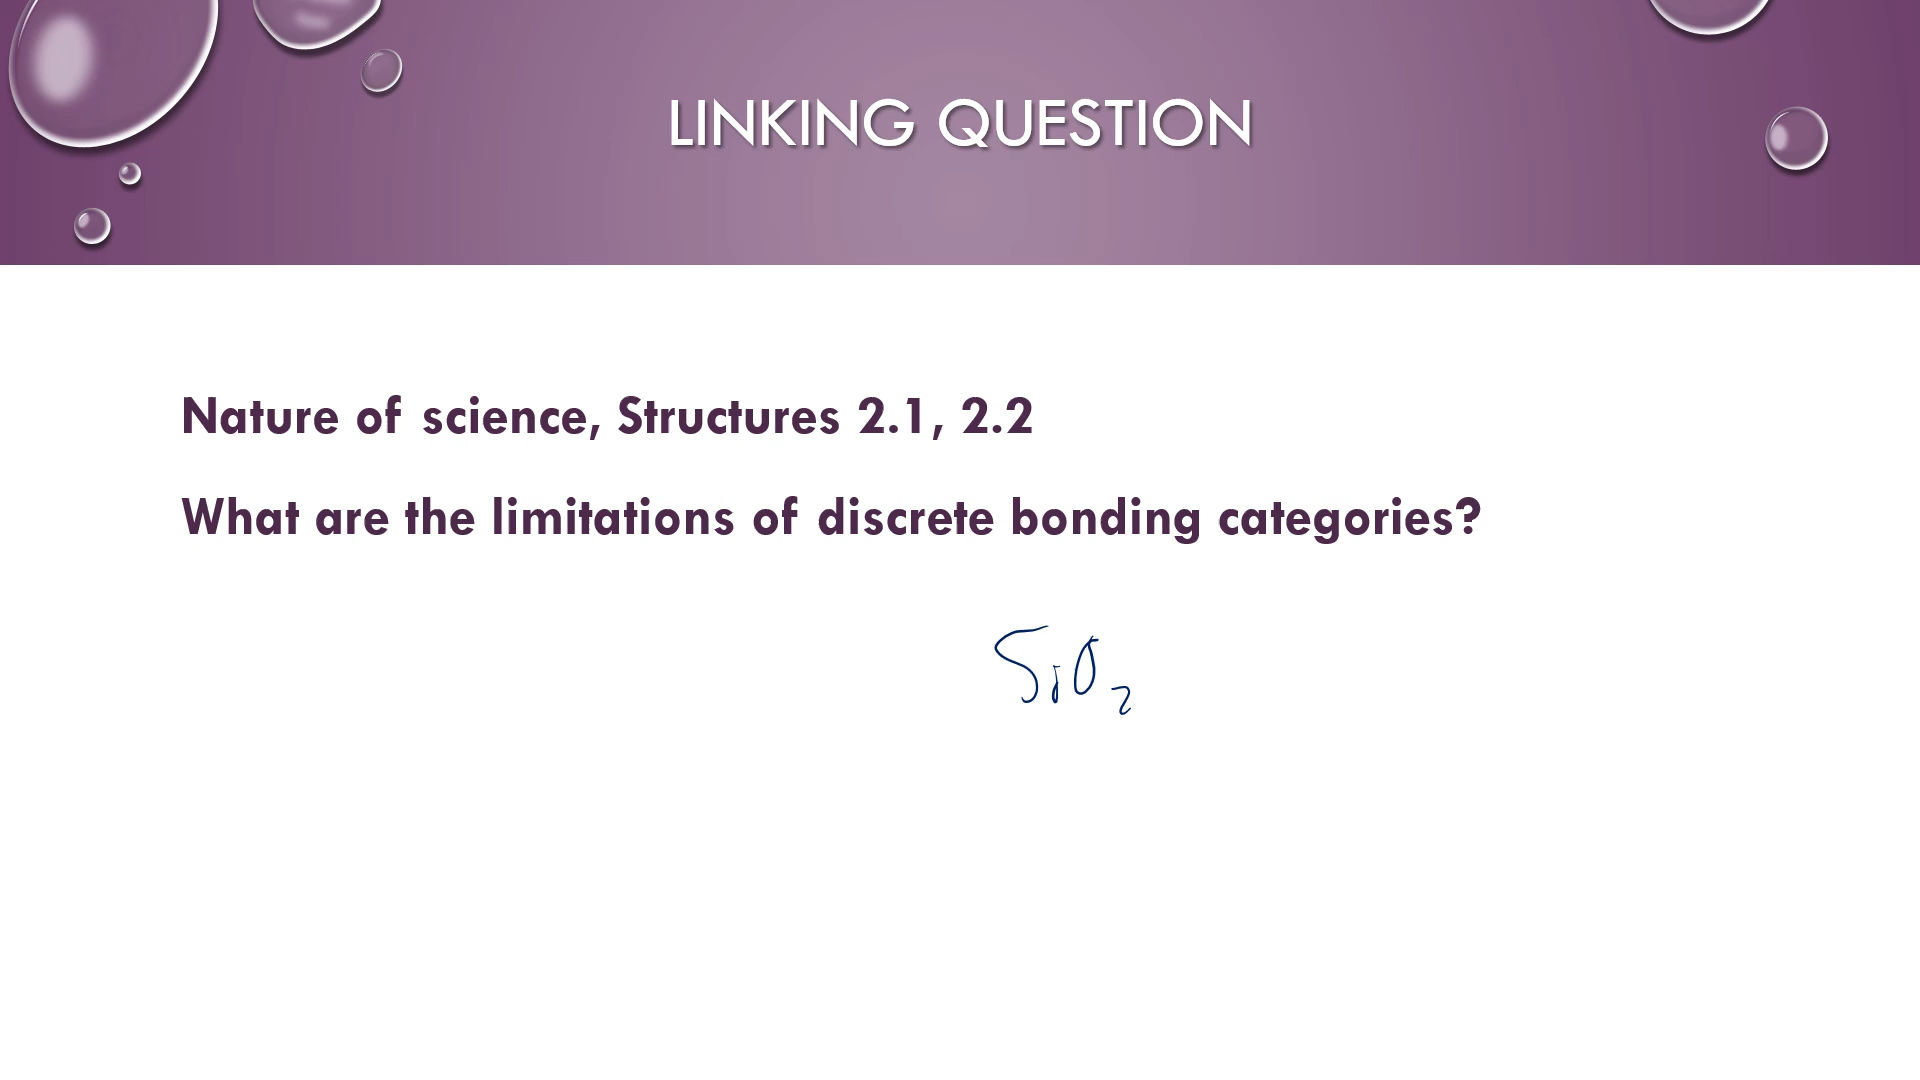 LINKING QUESTION
Nature of science, Structures 2.1, 2.2
What are the limitations of discrete bonding categories?
SiO₂